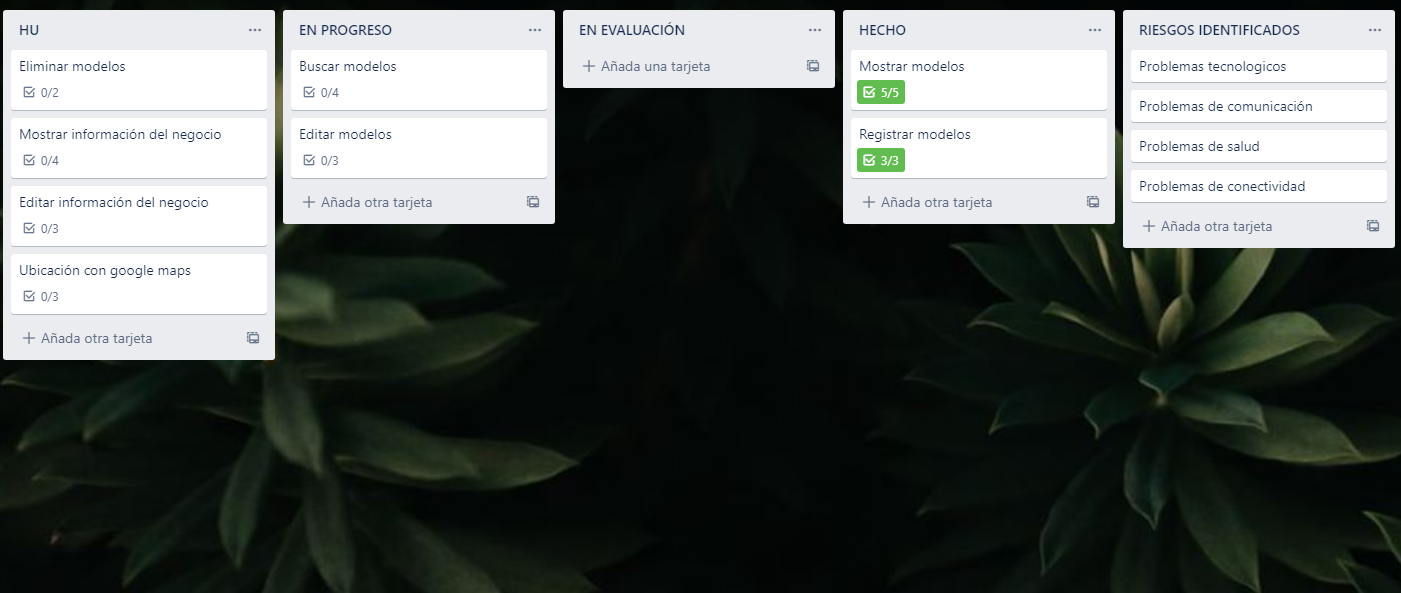 HU
Eliminar modelos
0/2
Mostrar información del negocio
0/4
Editar información del negocio
0/3
Ubicación con google maps
0/3
Añada otra tarjeta
EN PROGRESO
Buscar modelos
0/4
Editar modelos
0/3
Añada otra tarjeta
EN EVALUACIÓN
Añada una tarjeta
HECHO
Mostrar modelos
5/5
Registrar modelos
3/3
Añada otra tarjeta
RIESGOS IDENTIFICADOS
Problemas tecnologicos
Problemas de comunicación
Problemas de salud
Problemas de conectividad
Añada otra tarjeta